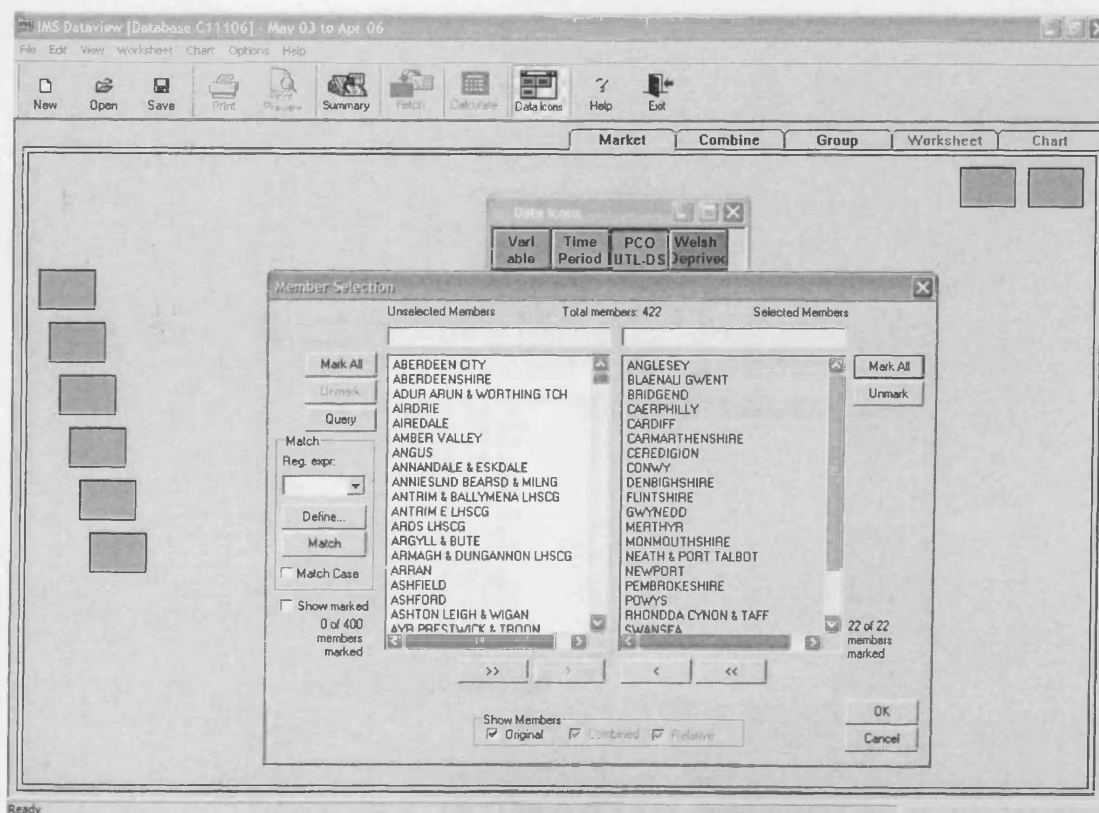 IMS Dataview [Database C11106] - May 03 to Apr 06
File Edit View Worksheet Chart Options Help
New Open Save Print Print Preview Summary Fetch Calculate Data Icons Help Exit
Market Combine Group Worksheet Chart
Data Icons
Vari able Time Period PCO UTL-DS Welsh Deprived
Member Selection
Unselected Members Total members: 422 Selected Members
Mark All
Unmark
Query
Match
Reg. expr:
Define...
Match
Match Case
Show marked
0 of 400
members
marked
ABERDEEN CITY
ABERDEENSHIRE
ADUR ARUN & WORTHING TCH
AIRDRIE
AIREDALE
AMBER VALLEY
ANGUS
ANNANDALE & ESKDALE
ANNIESLND BEARSD & MILNG
ANTRIM & BALLYMENA LHSCG
ANTRIM E LHSCG
ARDS LHSCG
ARGYLL & BUTE
ARMAGH & DUNGANNON LHSCG
ARRAN
ASHFIELD
ASHFORD
ASHTON LEIGH & WIGAN
AYR PRESTWICK & TROON
ANGLESEY
BLAENAU GWENT
BRIDGEND
CAERPHILLY
CARDIFF
CARMARTHENSHIRE
CEREDIGION
CONWY
DENBIGHSHIRE
FLINTSHIRE
GWYNEDD
MERTHYR
MONMOUTHSHIRE
NEATH & PORT TALBOT
NEWPORT
PEMBROKESHIRE
POWYS
RHONDDA CYNON & TAFF
SWANSEA
Mark All
Unmark
22 of 22
members
marked
>> > < <<
Show Members
Original Combined Relative
OK
Cancel
Ready